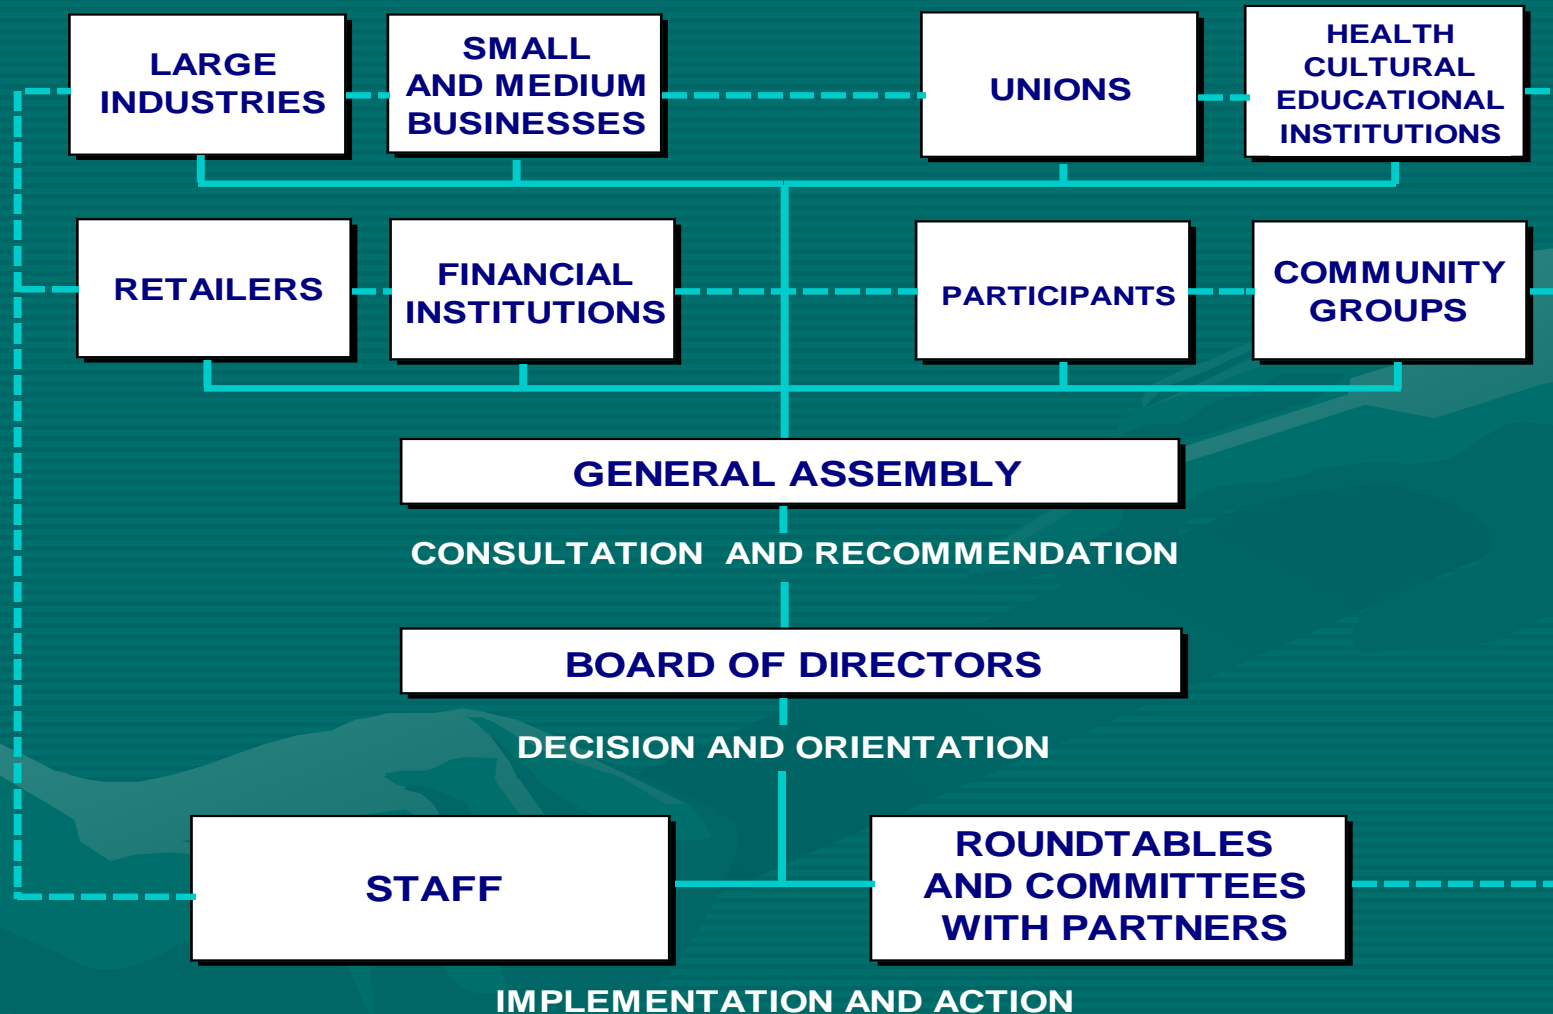 LARGE
INDUSTRIES
SMALL
AND MEDIUM
BUSINESSES
UNIONS
HEALTH
CULTURAL
EDUCATIONAL
INSTITUTIONS
RETAILERS
FINANCIAL
INSTITUTIONS
PARTICIPANTS
COMMUNITY
GROUPS
GENERAL ASSEMBLY
CONSULTATION AND RECOMMENDATION
BOARD OF DIRECTORS
DECISION AND ORIENTATION
STAFF
ROUNDTABLES
AND COMMITTEES
WITH PARTNERS
IMPLEMENTATION AND ACTION